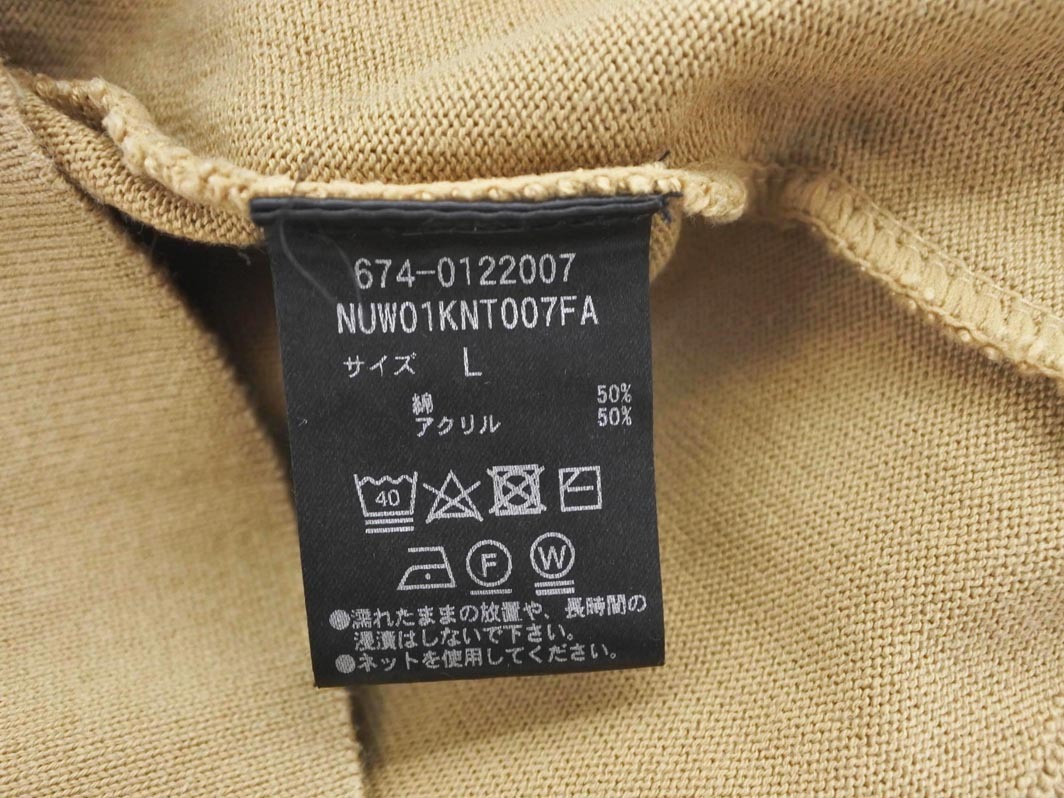 674-0122007
NUW01KNT007FA
サイズ L
綿 50%
アクリル 50%
40
F W
●濡れたままの放置や、長時間の
浸漬はしないで下さい。
●ネットを使用してください。